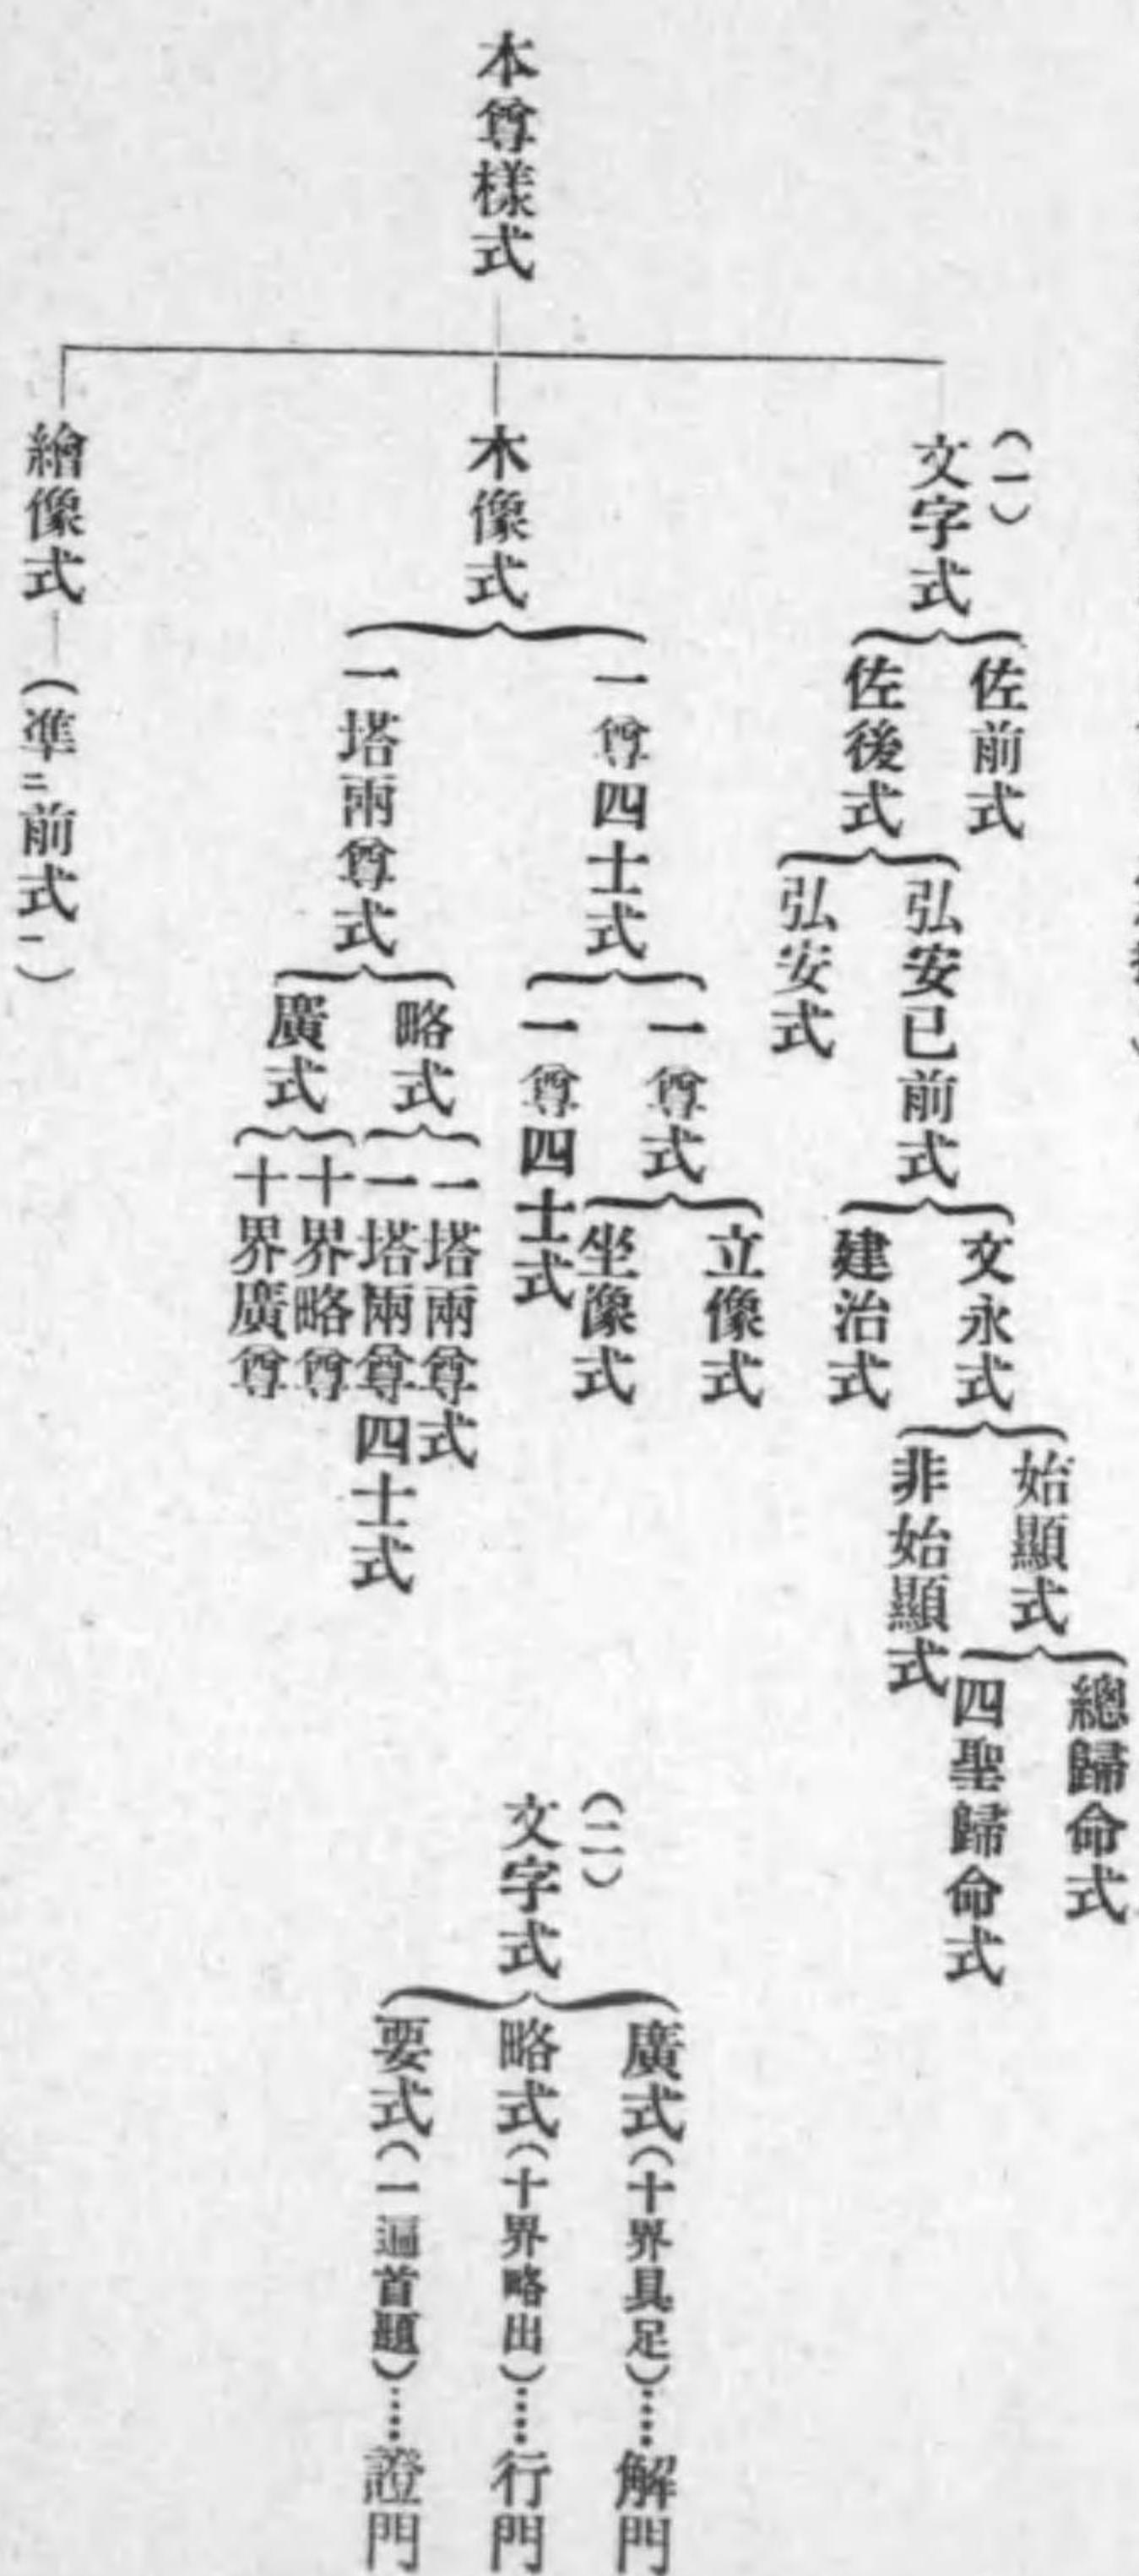 本尊樣式
（一）
文字式
佐前式
佐後式
弘安已前式
文永式
始顯式
總歸命式
四聖歸命式
非始顯式
建治式
弘安式
木像式
一尊四士式
一尊式
立像式
坐像式
一尊四士式
一塔兩尊式
略式
一塔兩尊式
一塔兩尊四士式
廣式
十界略尊
十界廣尊
繪像式
（準二前式一）
（二）
文字式
廣式（十界具足）……解門
略式（十界略出）……行門
要式（一遍首題）……證門